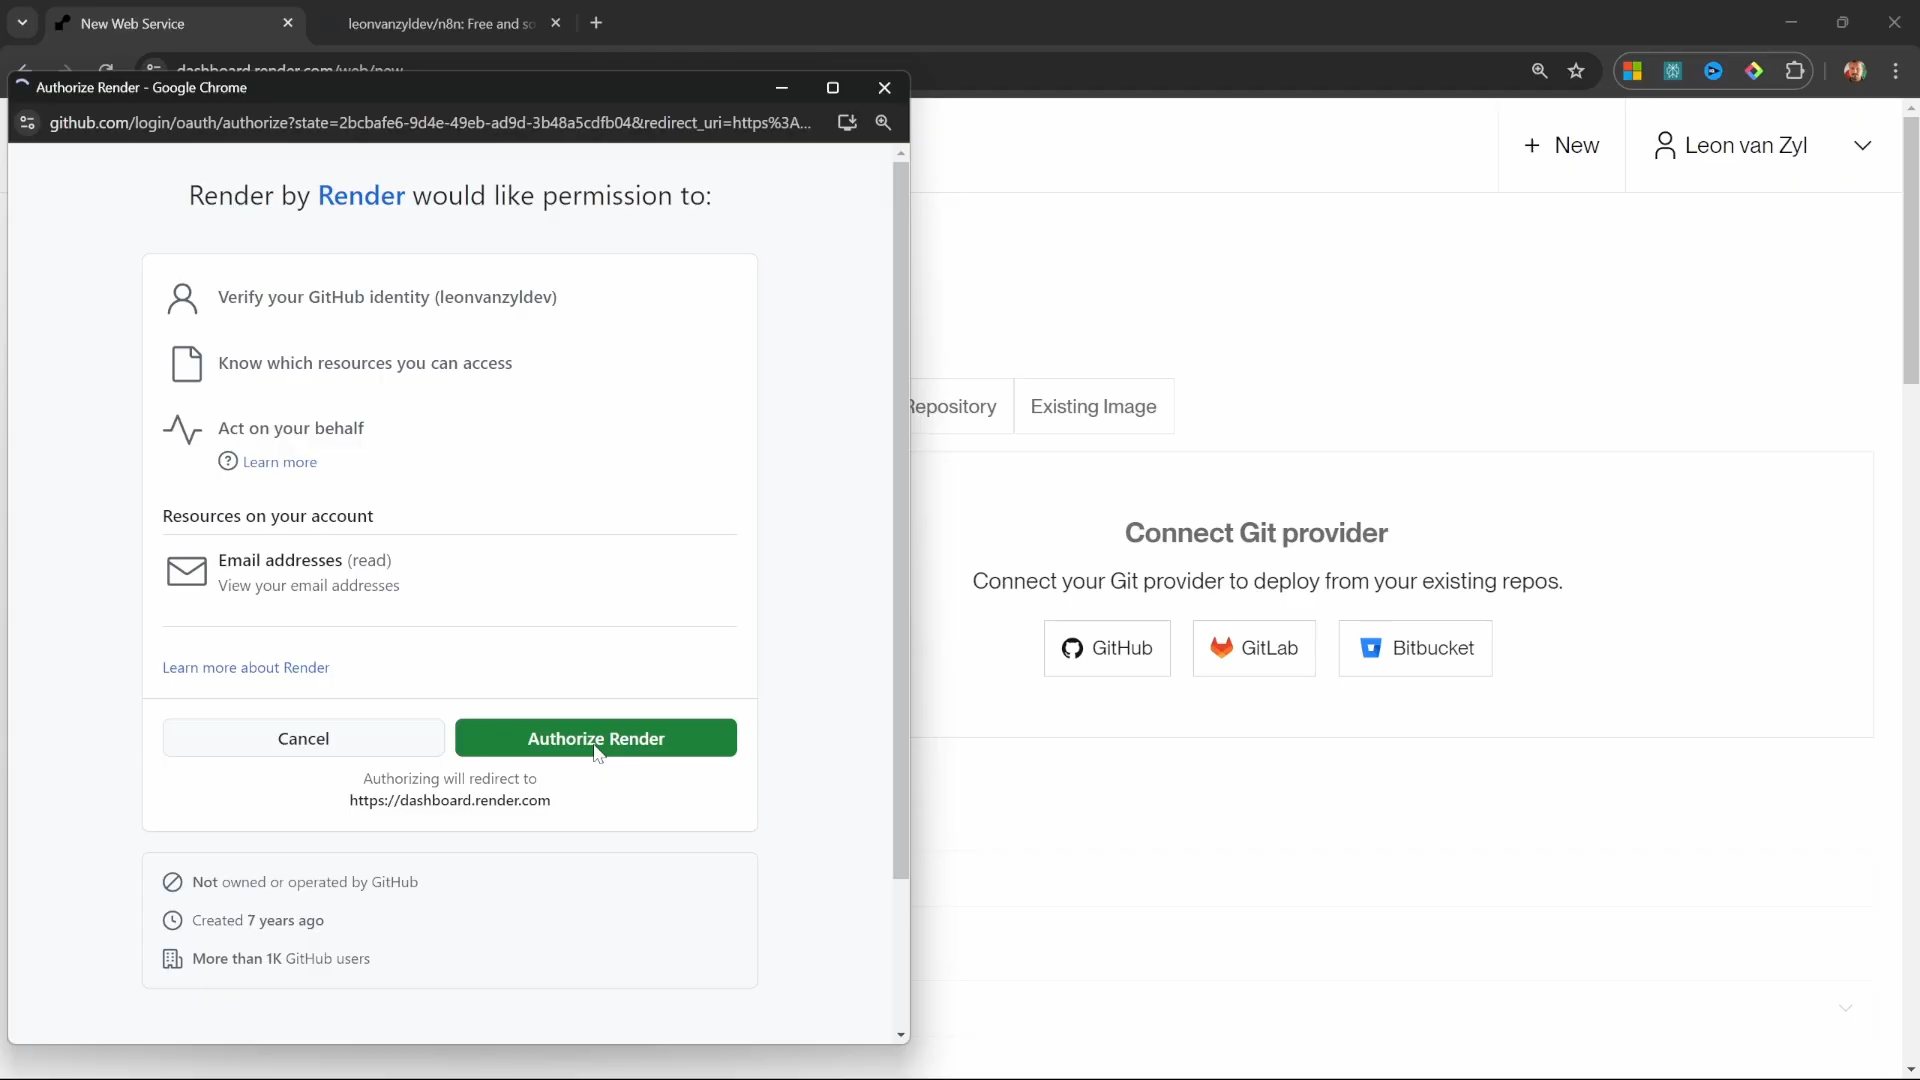 New Web Service
leonvanzyldev/n8n: Free and so
Authorize Render - Google Chrome
github.com/login/oauth/authorize?state=2bcbafe6-9d4e-49eb-ad9d-3b48a5cdfb04&redirect_uri=https%3A...
New
Leon van Zyl
Render by Render would like permission to:
Verify your GitHub identity (leonvanzyldev)
Know which resources you can access
Act on your behalf
Learn more
Resources on your account
Email addresses (read)
View your email addresses
Learn more about Render
Cancel
Authorize Render
Authorizing will redirect to
https://dashboard.render.com
Not owned or operated by GitHub
Created 7 years ago
More than 1K GitHub users
Repository
Existing Image
Connect Git provider
Connect your Git provider to deploy from your existing repos.
GitHub
GitLab
Bitbucket